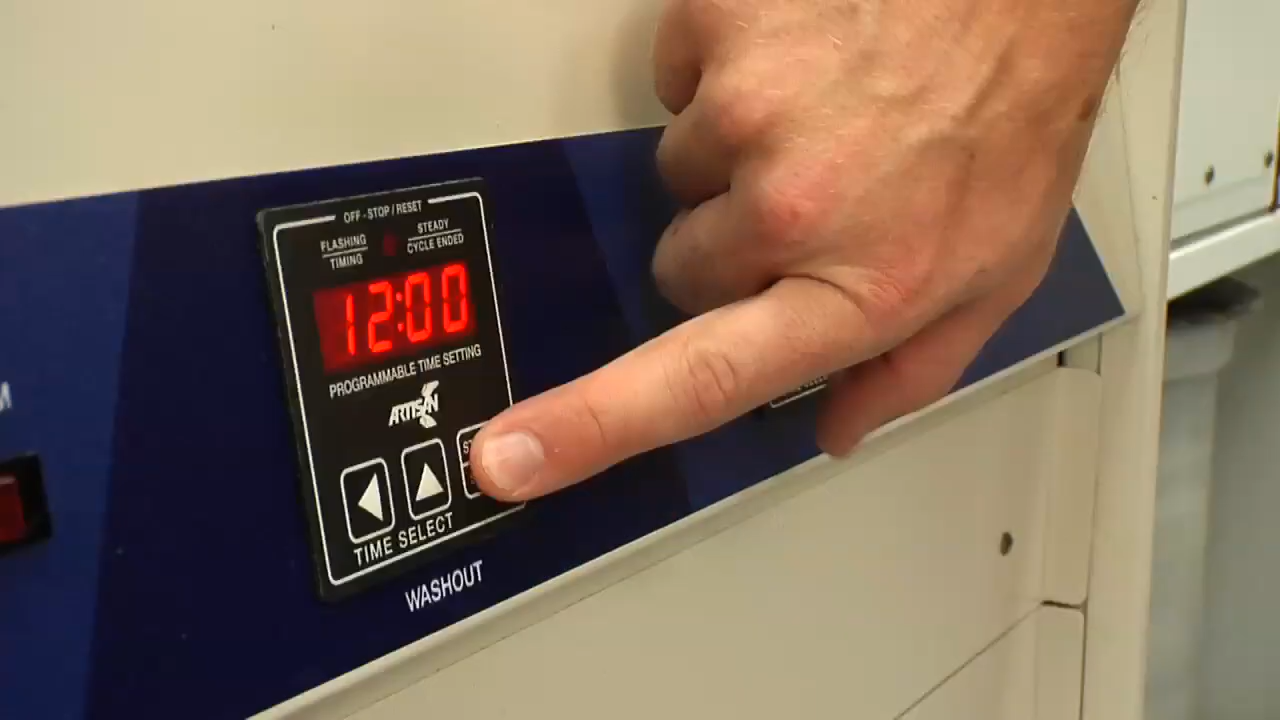 OFF - STOP / RESET
FLASHING
TIMING
STEADY
CYCLE ENDED
12:00
PROGRAMMABLE TIME SETTING
ARTISAN
TIME SELECT
WASHOUT